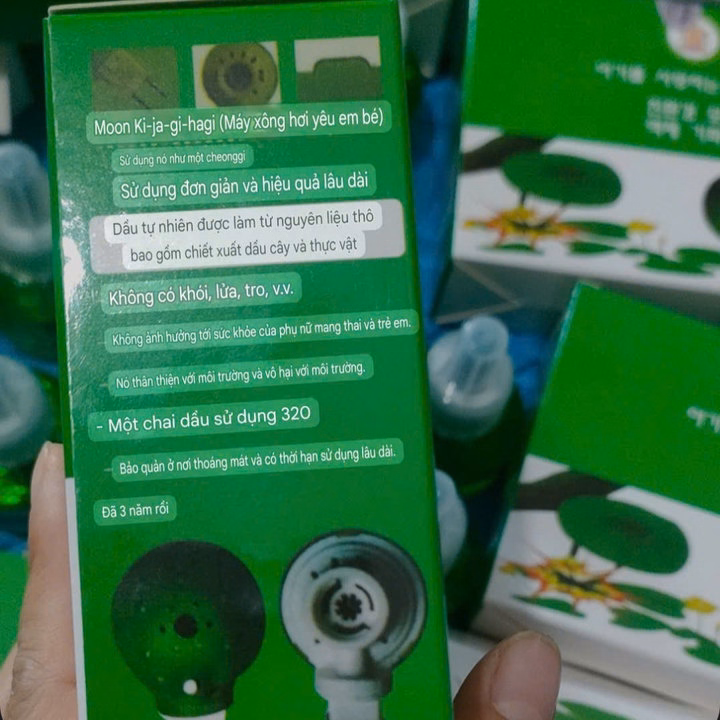 Moon Ki-ja-gi-hagi (Máy xông hơi yêu em bé)
Sử dụng nó như một cheonggi
Sử dụng đơn giản và hiệu quả lâu dài
Dầu tự nhiên được làm từ nguyên liệu thô
bao gồm chiết xuất dầu cây và thực vật
Không có khói, lửa, tro, v.v.
Không ảnh hưởng tới sức khỏe của phụ nữ mang thai và trẻ em.
Nó thân thiện với môi trường và vô hại với môi trường.
- Một chai dầu sử dụng 320
Bảo quản ở nơi thoáng mát và có thời hạn sử dụng lâu dài.
Đã 3 năm rồi